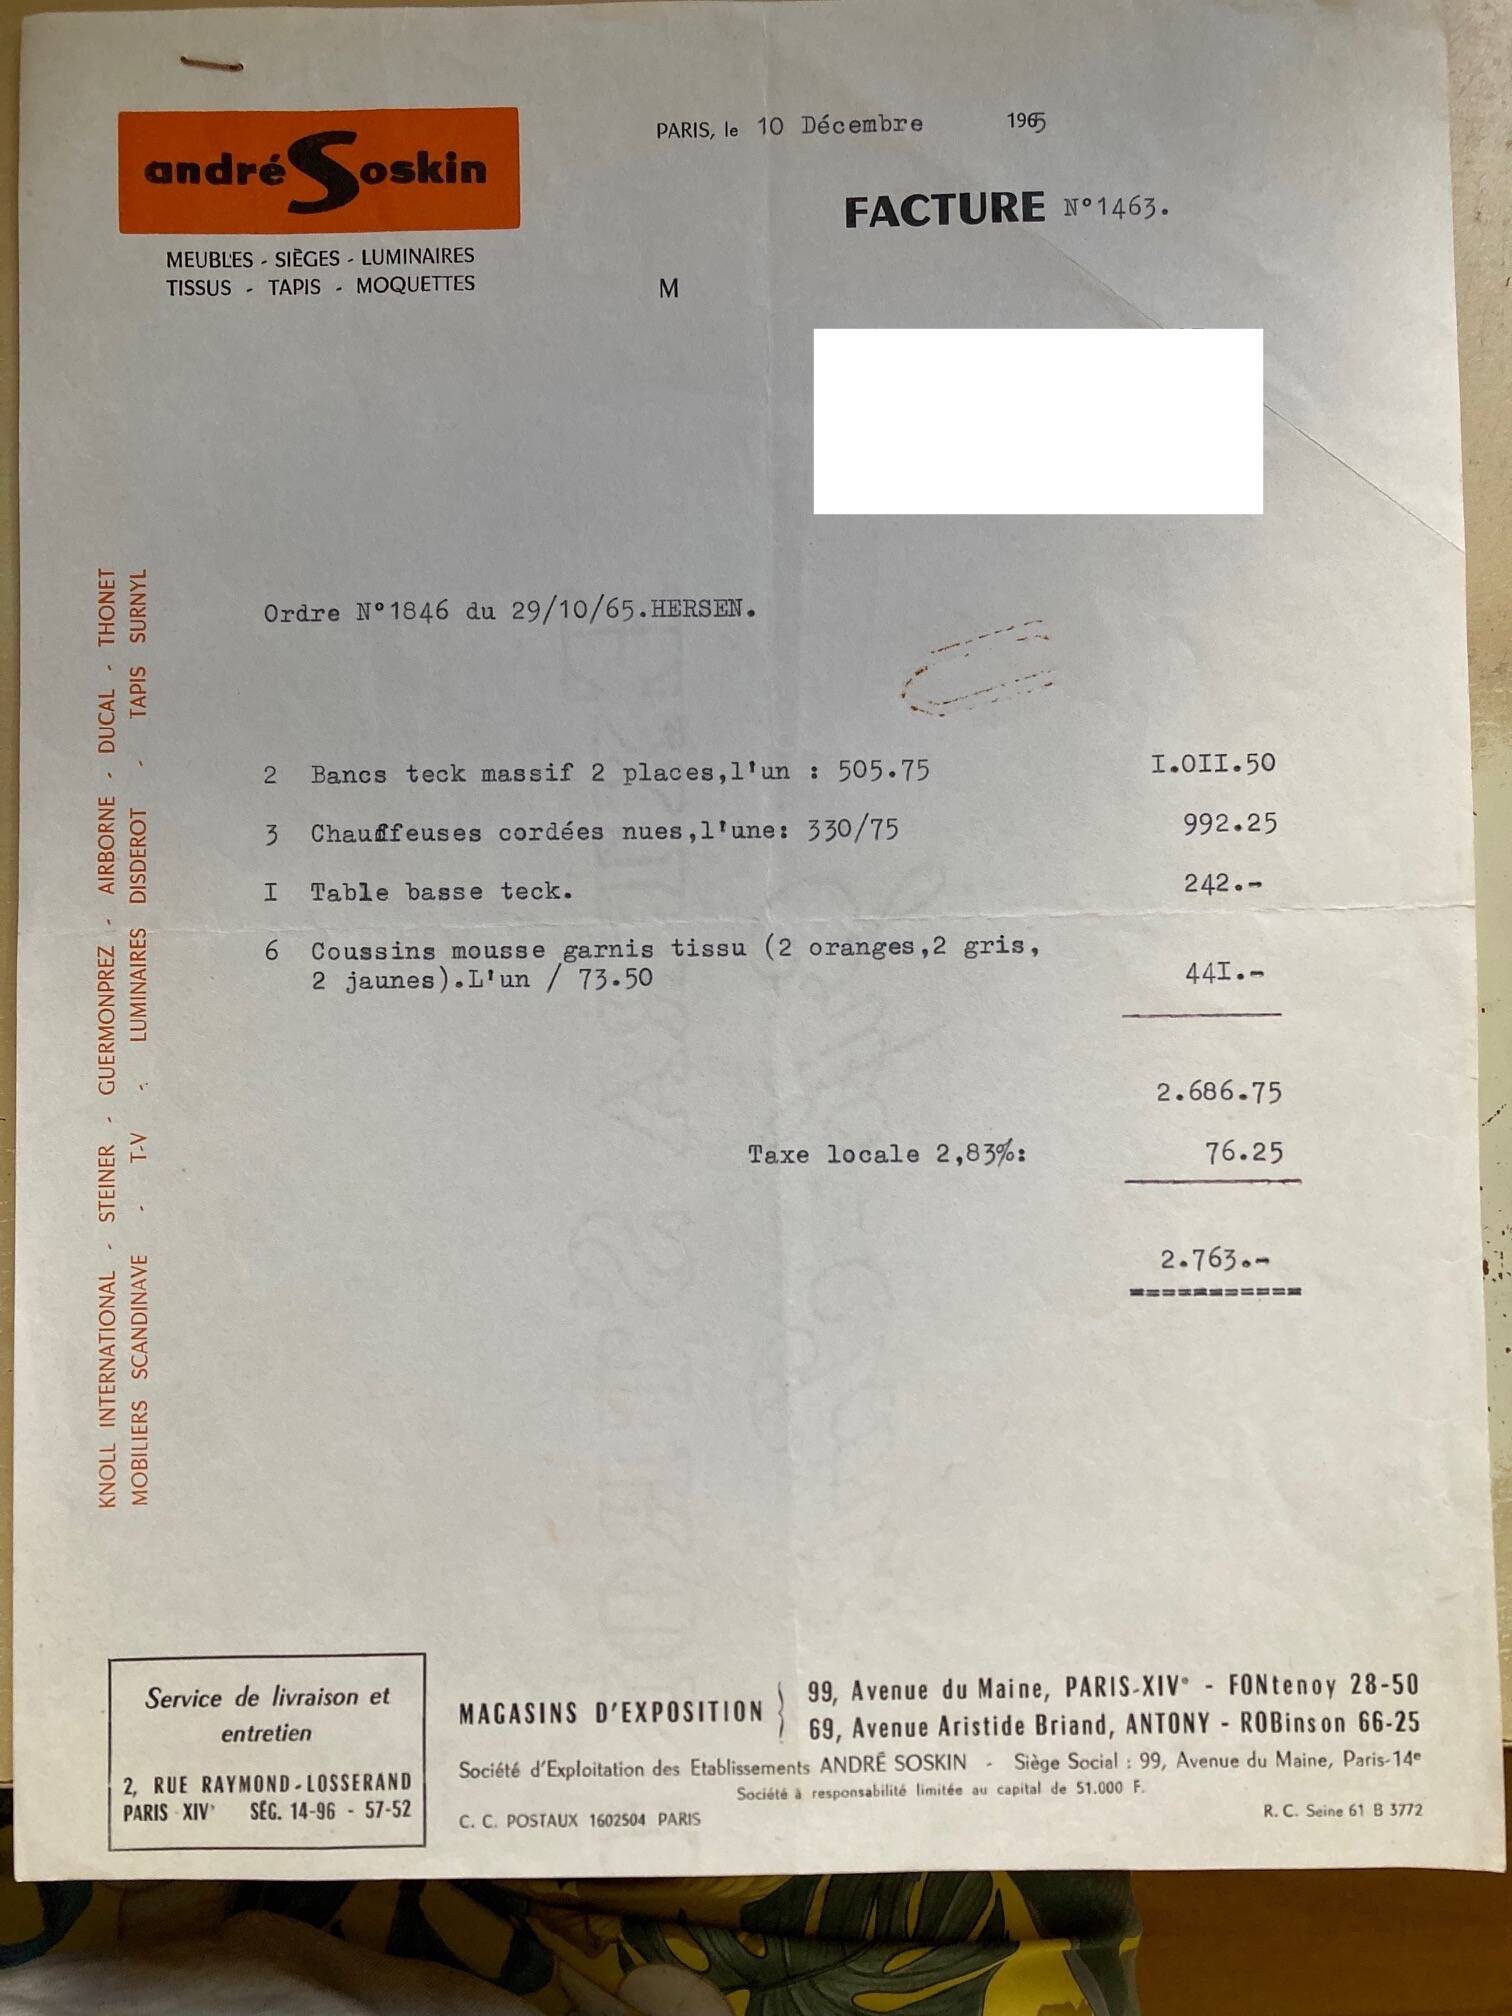 andré Soskin
MEUBLES - SIÈGES - LUMINAIRES
TISSUS - TAPIS - MOQUETTES
PARIS, le 10 Décembre 1965
FACTURE N°1463.
M
Ordre N°1846 du 29/10/65.HERSEN.
2 Bancs teck massif 2 places,l'un : 505.75 I.0II.50
3 Chauffeuses cordées nues,l'une: 330/75 992.25
I Table basse teck. 242.-
6 Coussins mousse garnis tissu (2 oranges,2 gris,
2 jaunes).L'un / 73.50 44I.-
2.686.75
Taxe locale 2,83%: 76.25
2.763.-
===========
KNOLL INTERNATIONAL - STEINER - GUERMONPREZ - AIRBORNE - DUCAL - THONET
MOBILIERS SCANDINAVE - T-V - LUMINAIRES DISDEROT - TAPIS SURNYL
Service de livraison et
entretien
2, RUE RAYMOND-LOSSERAND
PARIS XIVe SÉG. 14-96 - 57-52
MAGASINS D'EXPOSITION } 99, Avenue du Maine, PARIS-XIVe - FONtenoy 28-50
69, Avenue Aristide Briand, ANTONY - ROBinson 66-25
Société d'Exploitation des Etablissements ANDRÉ SOSKIN - Siège Social : 99, Avenue du Maine, Paris-14e
Société à responsabilité limitée au capital de 51.000 F.
C. C. POSTAUX 1602504 PARIS R. C. Seine 61 B 3772